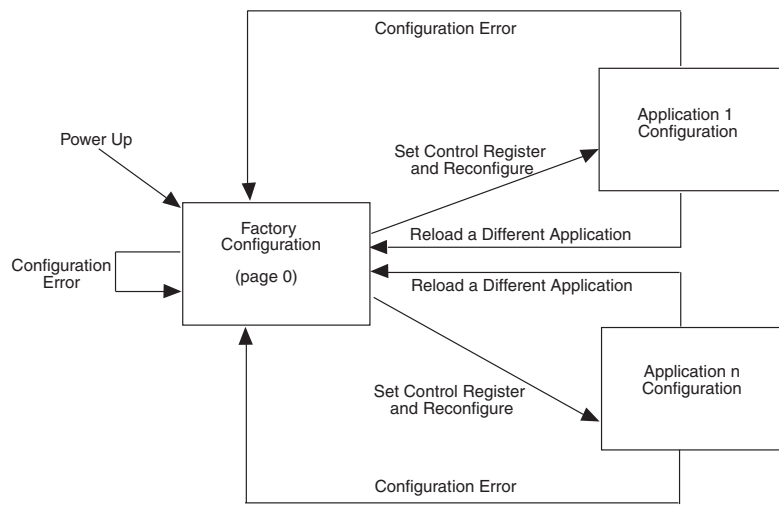 Configuration Error
Application 1
Configuration
Power Up
Set Control Register
and Reconfigure
Factory
Configuration
(page 0)
Reload a Different Application
Configuration
Error
Reload a Different Application
Application n
Configuration
Set Control Register
and Reconfigure
Configuration Error